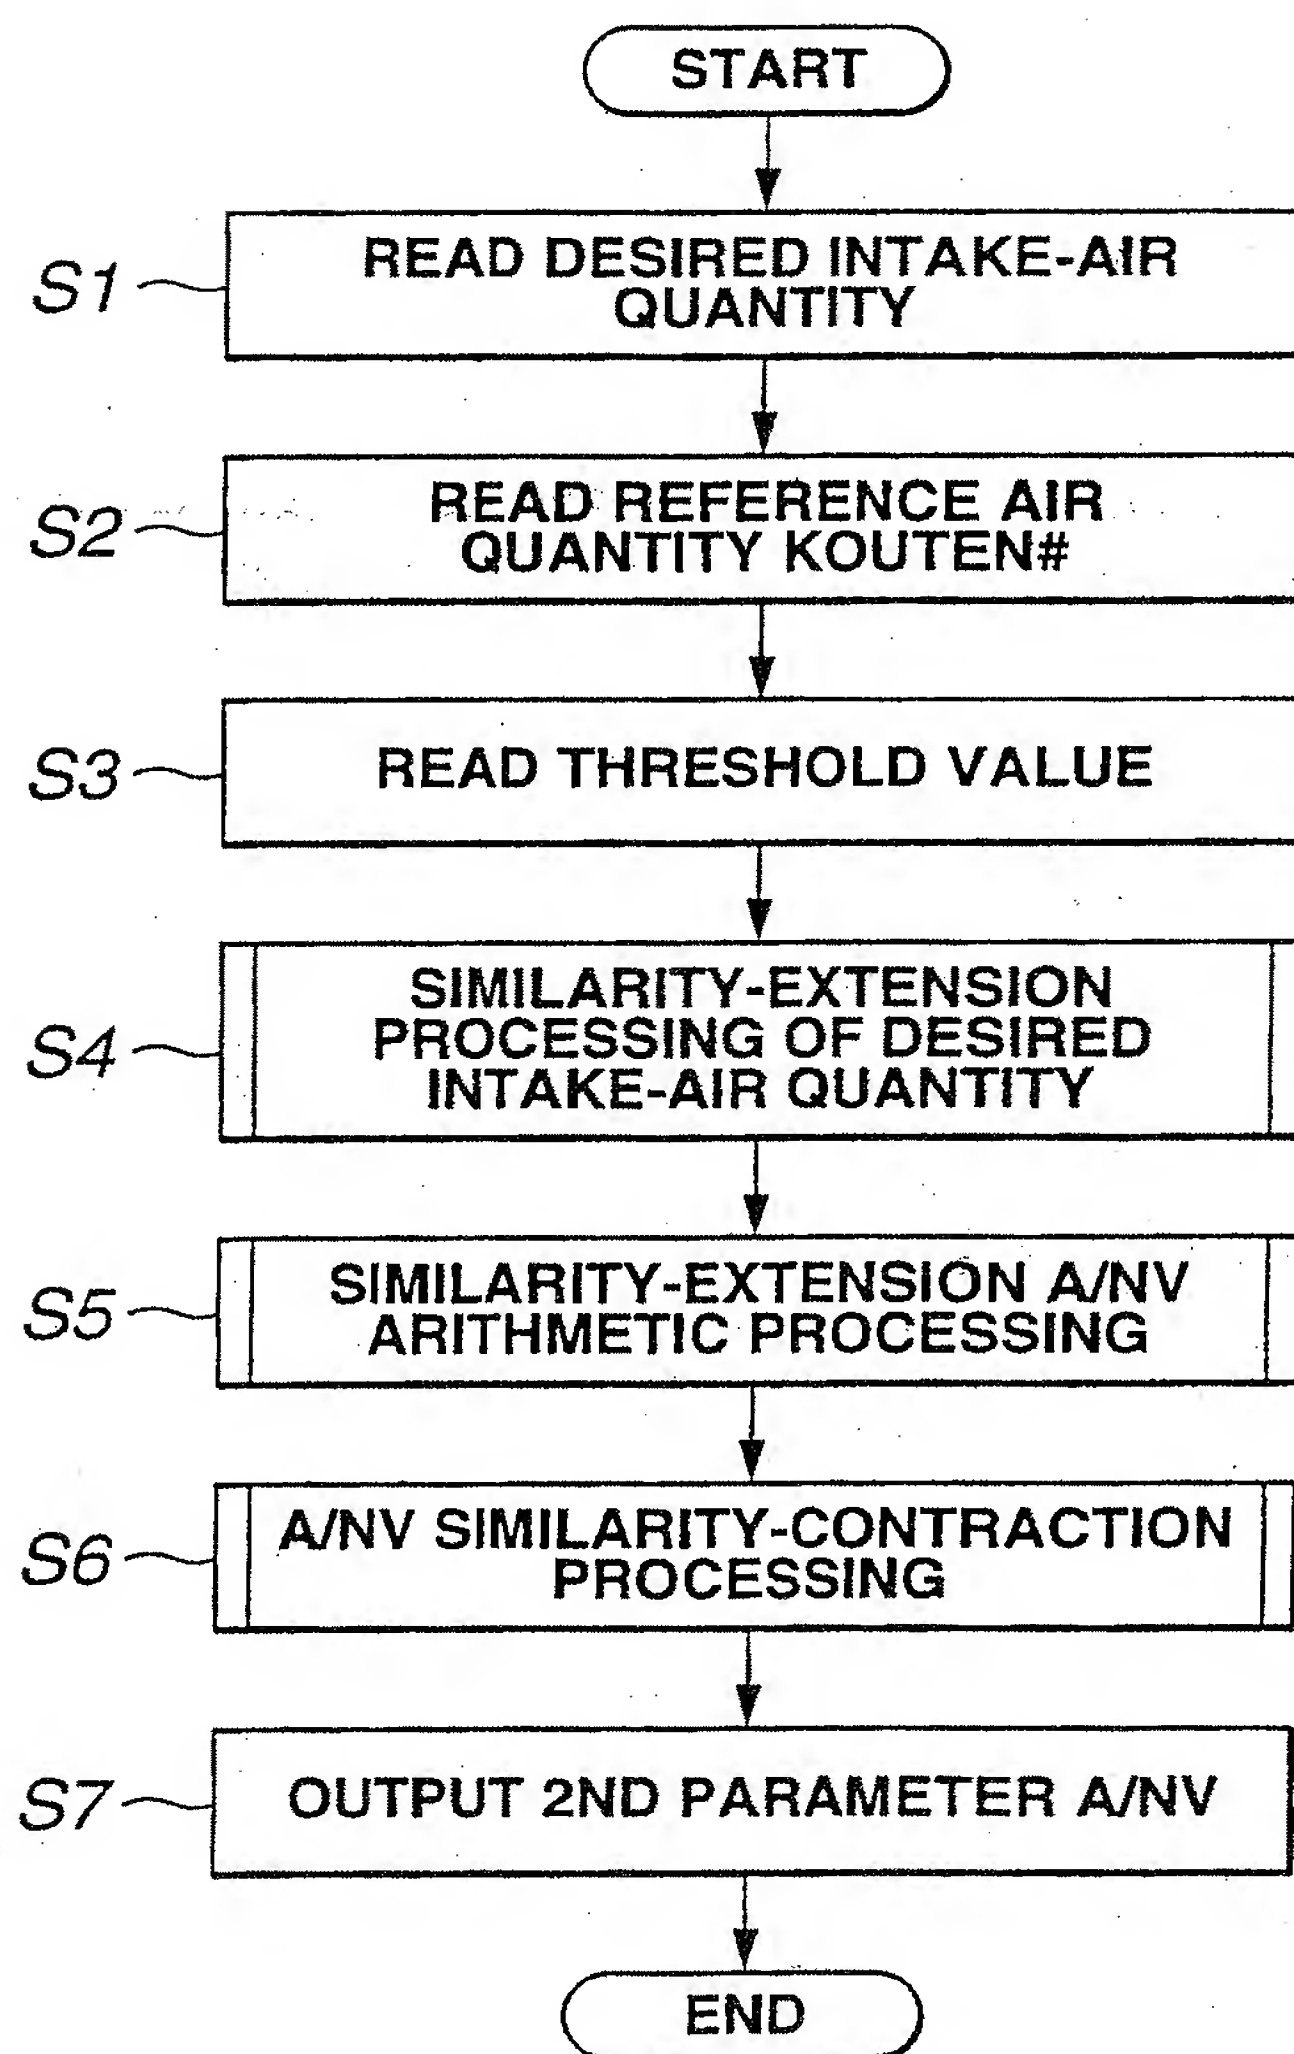 START
S1
READ DESIRED INTAKE-AIR
QUANTITY
S2
READ REFERENCE AIR
QUANTITY KOUTEN#
S3
READ THRESHOLD VALUE
S4
SIMILARITY-EXTENSION
PROCESSING OF DESIRED
INTAKE-AIR QUANTITY
S5
SIMILARITY-EXTENSION A/NV
ARITHMETIC PROCESSING
S6
A/NV SIMILARITY-CONTRACTION
PROCESSING
S7
OUTPUT 2ND PARAMETER A/NV
END